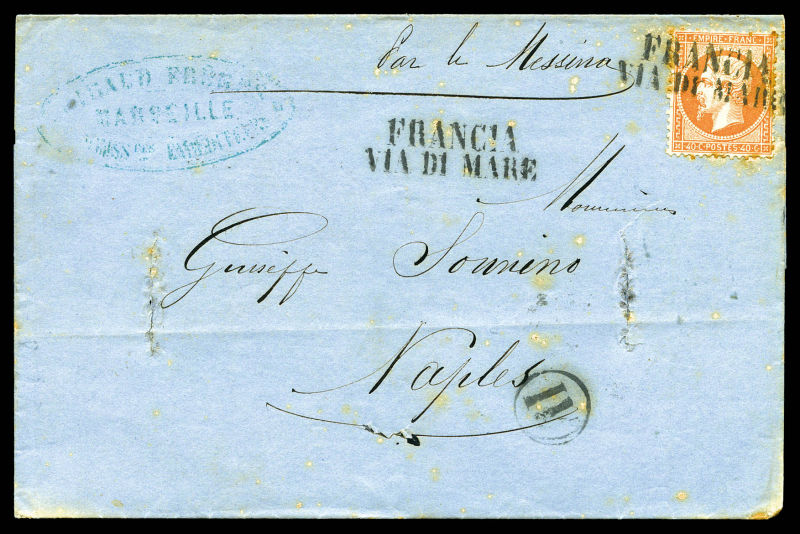 Par le Messina
MARSEILLE
FRANCIA
VIA DI MARE
EMPIRE FRANC
40 C POSTES 40 C
FRANCIA
VIA DI MARE
Monsieur
Giuseppe Sonnino
Naples